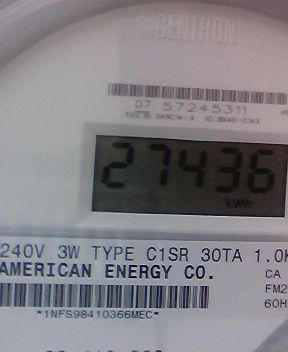 CENTRON
07 57245311
27436
kWh
240V 3W TYPE C1SR 30TA 1.0K
AMERICAN ENERGY CO.
CA
FM2
60H
*1NFS98410366MEC*